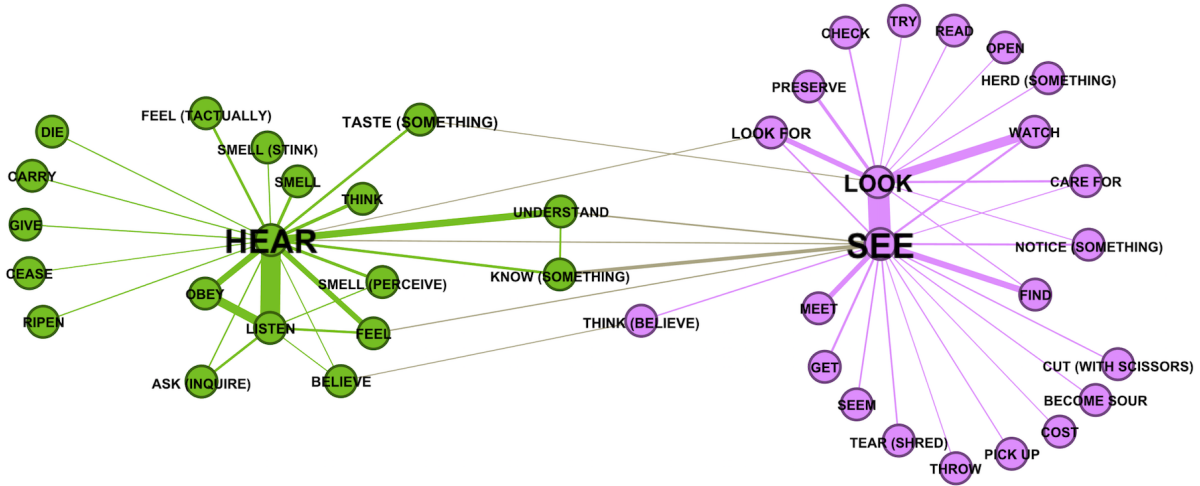 TRY
CHECK
READ
OPEN
HERD (SOMETHING)
PRESERVE
FEEL (TACTUALLY)
TASTE (SOMETHING)
LOOK FOR
WATCH
DIE
SMELL (STINK)
CARRY
SMELL
LOOK
CARE FOR
THINK
UNDERSTAND
GIVE
HEAR
SEE
NOTICE (SOMETHING)
CEASE
KNOW (SOMETHING)
SMELL (PERCEIVE)
OBEY
FIND
MEET
RIPEN
THINK (BELIEVE)
LISTEN
FEEL
GET
CUT (WITH SCISSORS)
ASK (INQUIRE)
BELIEVE
BECOME SOUR
SEEM
COST
TEAR (SHRED)
PICK UP
THROW